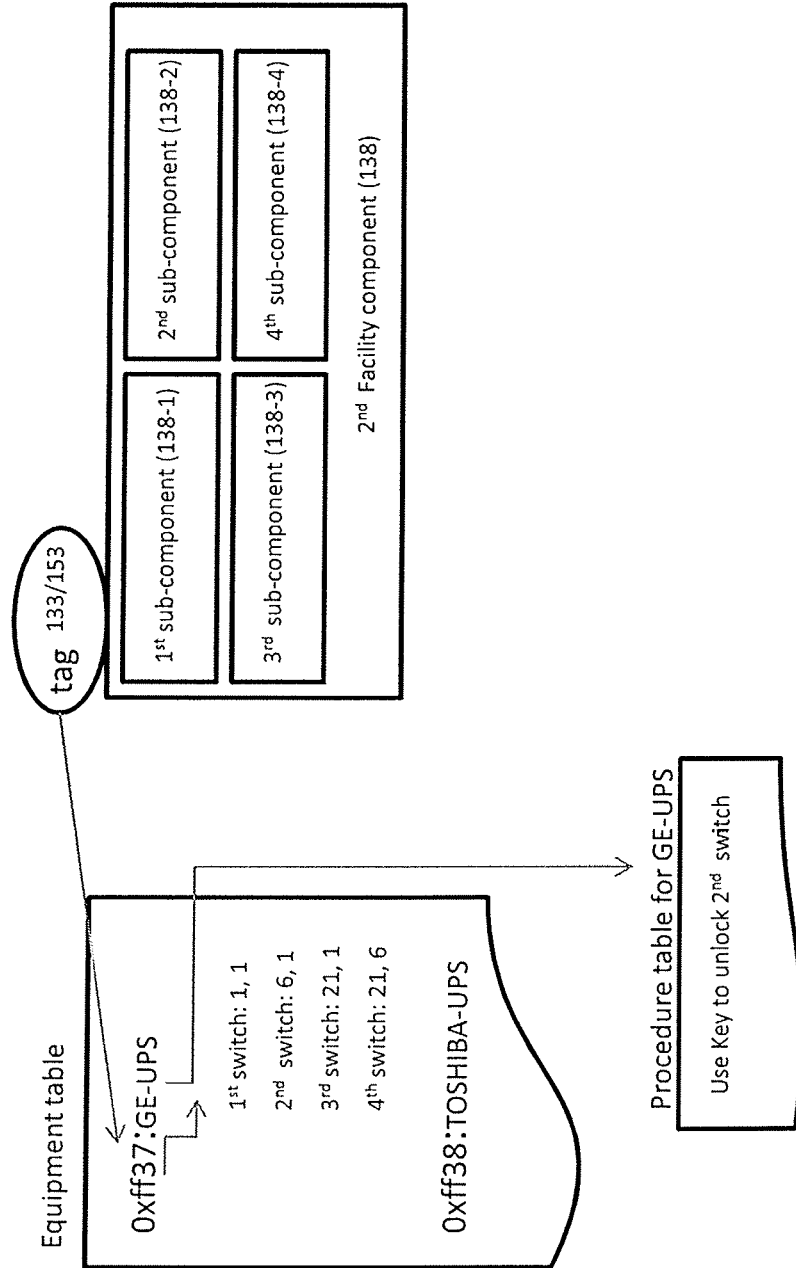 Equipment table
0xff37:GE-UPS
1st switch: 1, 1
2nd switch: 6, 1
3rd switch: 21, 1
4th switch: 21, 6
0xff38:TOSHIBA-UPS
tag 133/153
1st sub-component (138-1)
2nd sub-component (138-2)
3rd sub-component (138-3)
4th sub-component (138-4)
2nd Facility component (138)
Procedure table for GE-UPS
Use Key to unlock 2nd switch